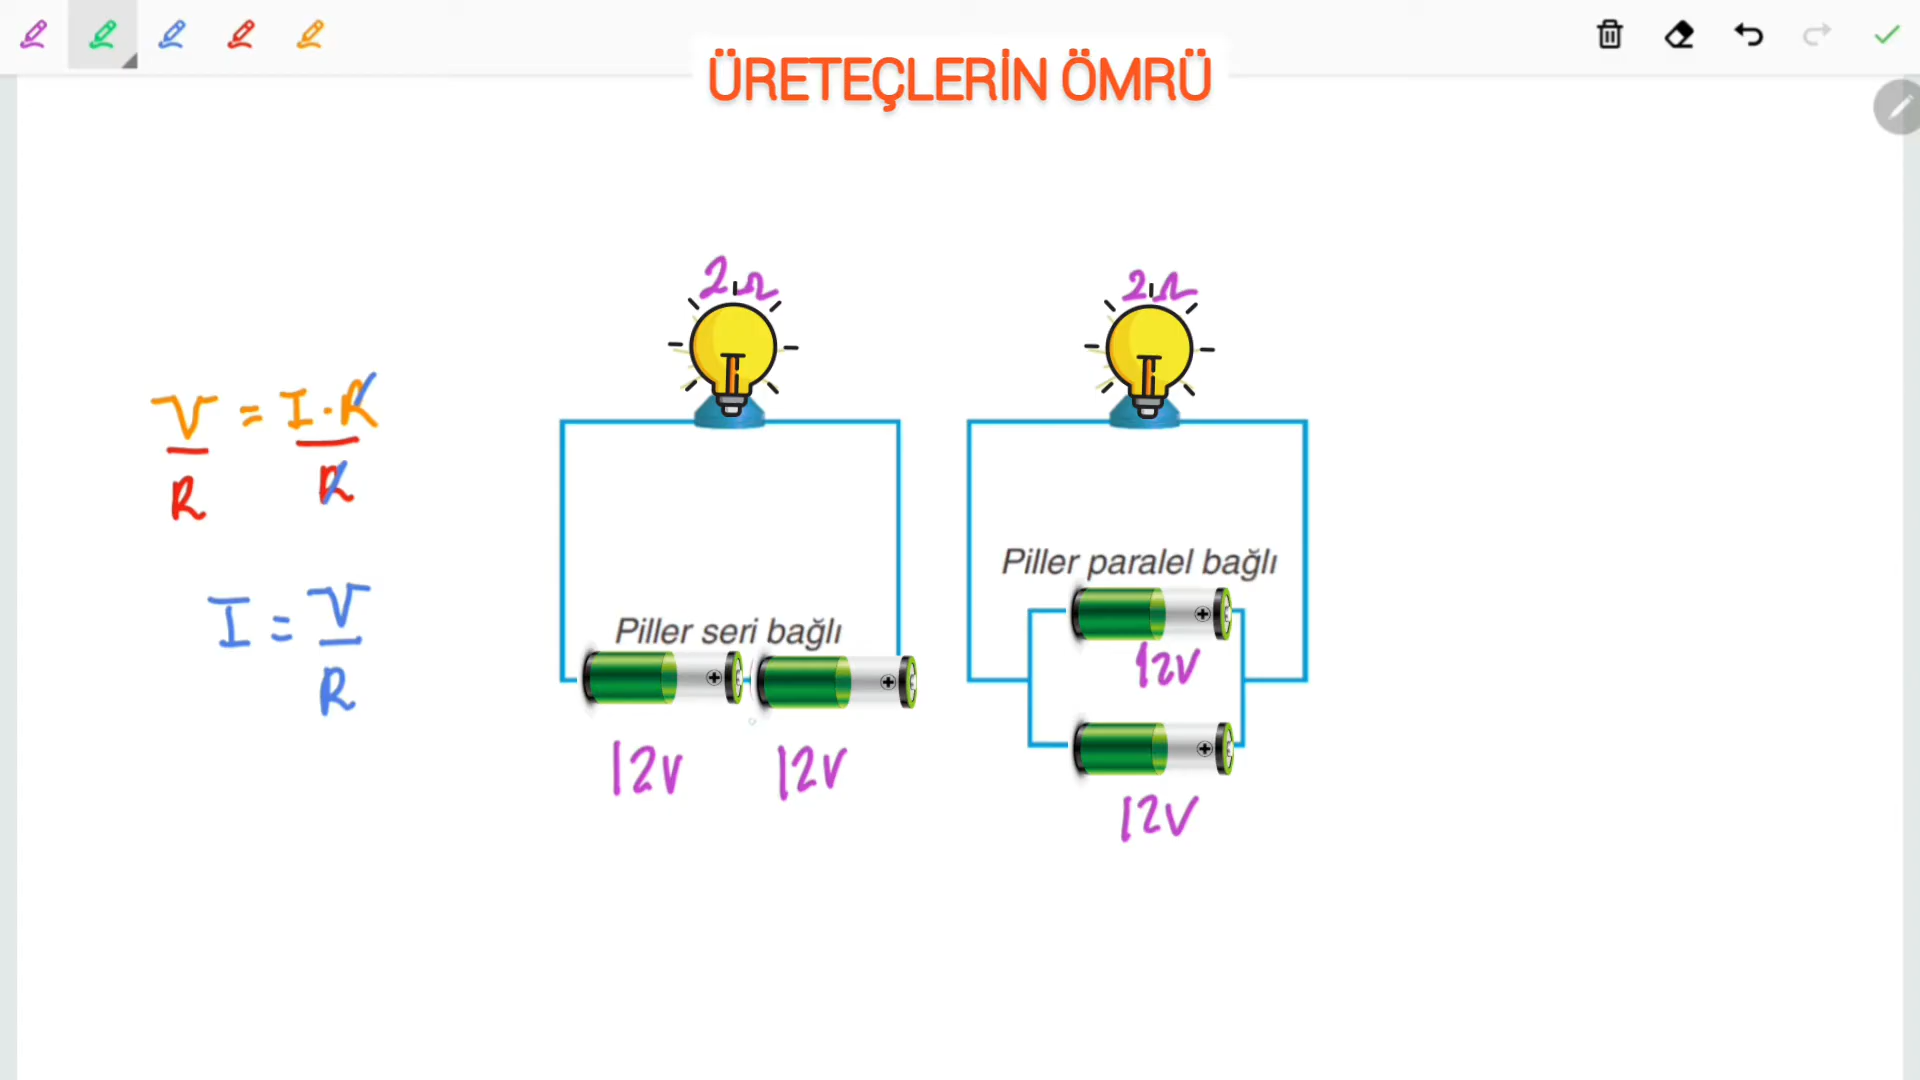 ÜRETEÇLERİN ÖMRÜ
2Ω
2Ω
V = I · R
R R
I = V
R
Piller seri bağlı
12V 12V
Piller paralel bağlı
12V
12V